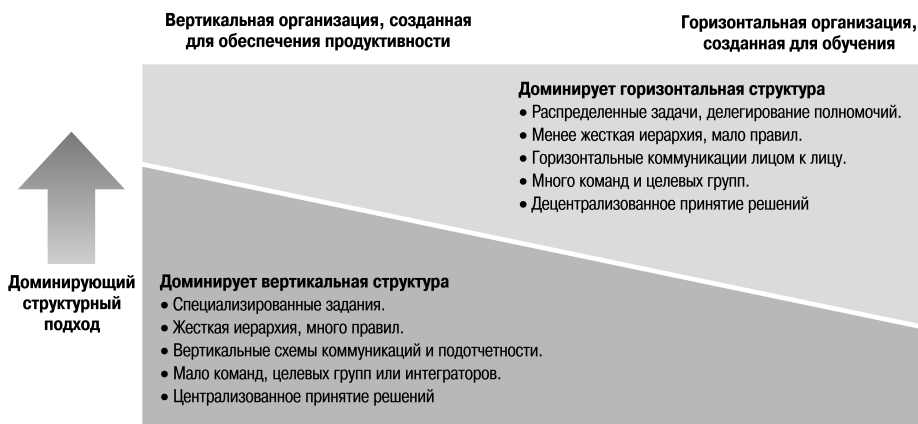 Вертикальная организация, созданная
для обеспечения продуктивности
Горизонтальная организация,
созданная для обучения
Доминирует горизонтальная структура
• Распределенные задачи, делегирование полномочий.
• Менее жесткая иерархия, мало правил.
• Горизонтальные коммуникации лицом к лицу.
• Много команд и целевых групп.
• Децентрализованное принятие решений
Доминирующий
структурный
подход
Доминирует вертикальная структура
• Специализированные задания.
• Жесткая иерархия, много правил.
• Вертикальные схемы коммуникаций и подотчетности.
• Мало команд, целевых групп или интеграторов.
• Централизованное принятие решений